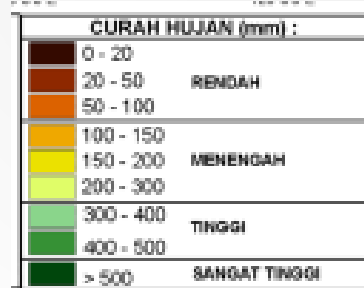 CURAH HUJAN (mm) :
0 - 20
20 - 50 RENDAH
50 - 100
100 - 150
150 - 200 MENENGAH
200 - 300
300 - 400
TINGGI
400 - 500
> 500 SANGAT TINGGI